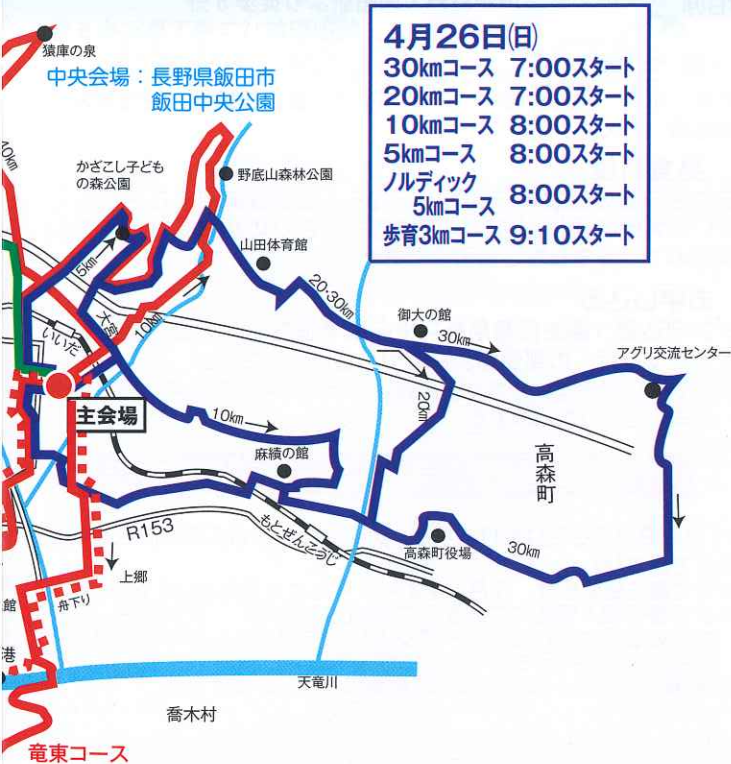 4月26日(日)
30kmコース 7:00スタート
20kmコース 7:00スタート
10kmコース 8:00スタート
5kmコース 8:00スタート
ノルディック
5kmコース 8:00スタート
歩育3kmコース 9:10スタート
猿庫の泉
中央会場：長野県飯田市
飯田中央公園
40km
かざこし子ども
の森公園
野底山森林公園
5km
山田体育館
20・30km
大宮
10km
いいだ
御大の館
30km
アグリ交流センター
20km
主会場
10km
麻績の館
高森町
R153
もとぜんこうじ
高森町役場
30km
上郷
舟下り
館
港
天竜川
喬木村
竜東コース